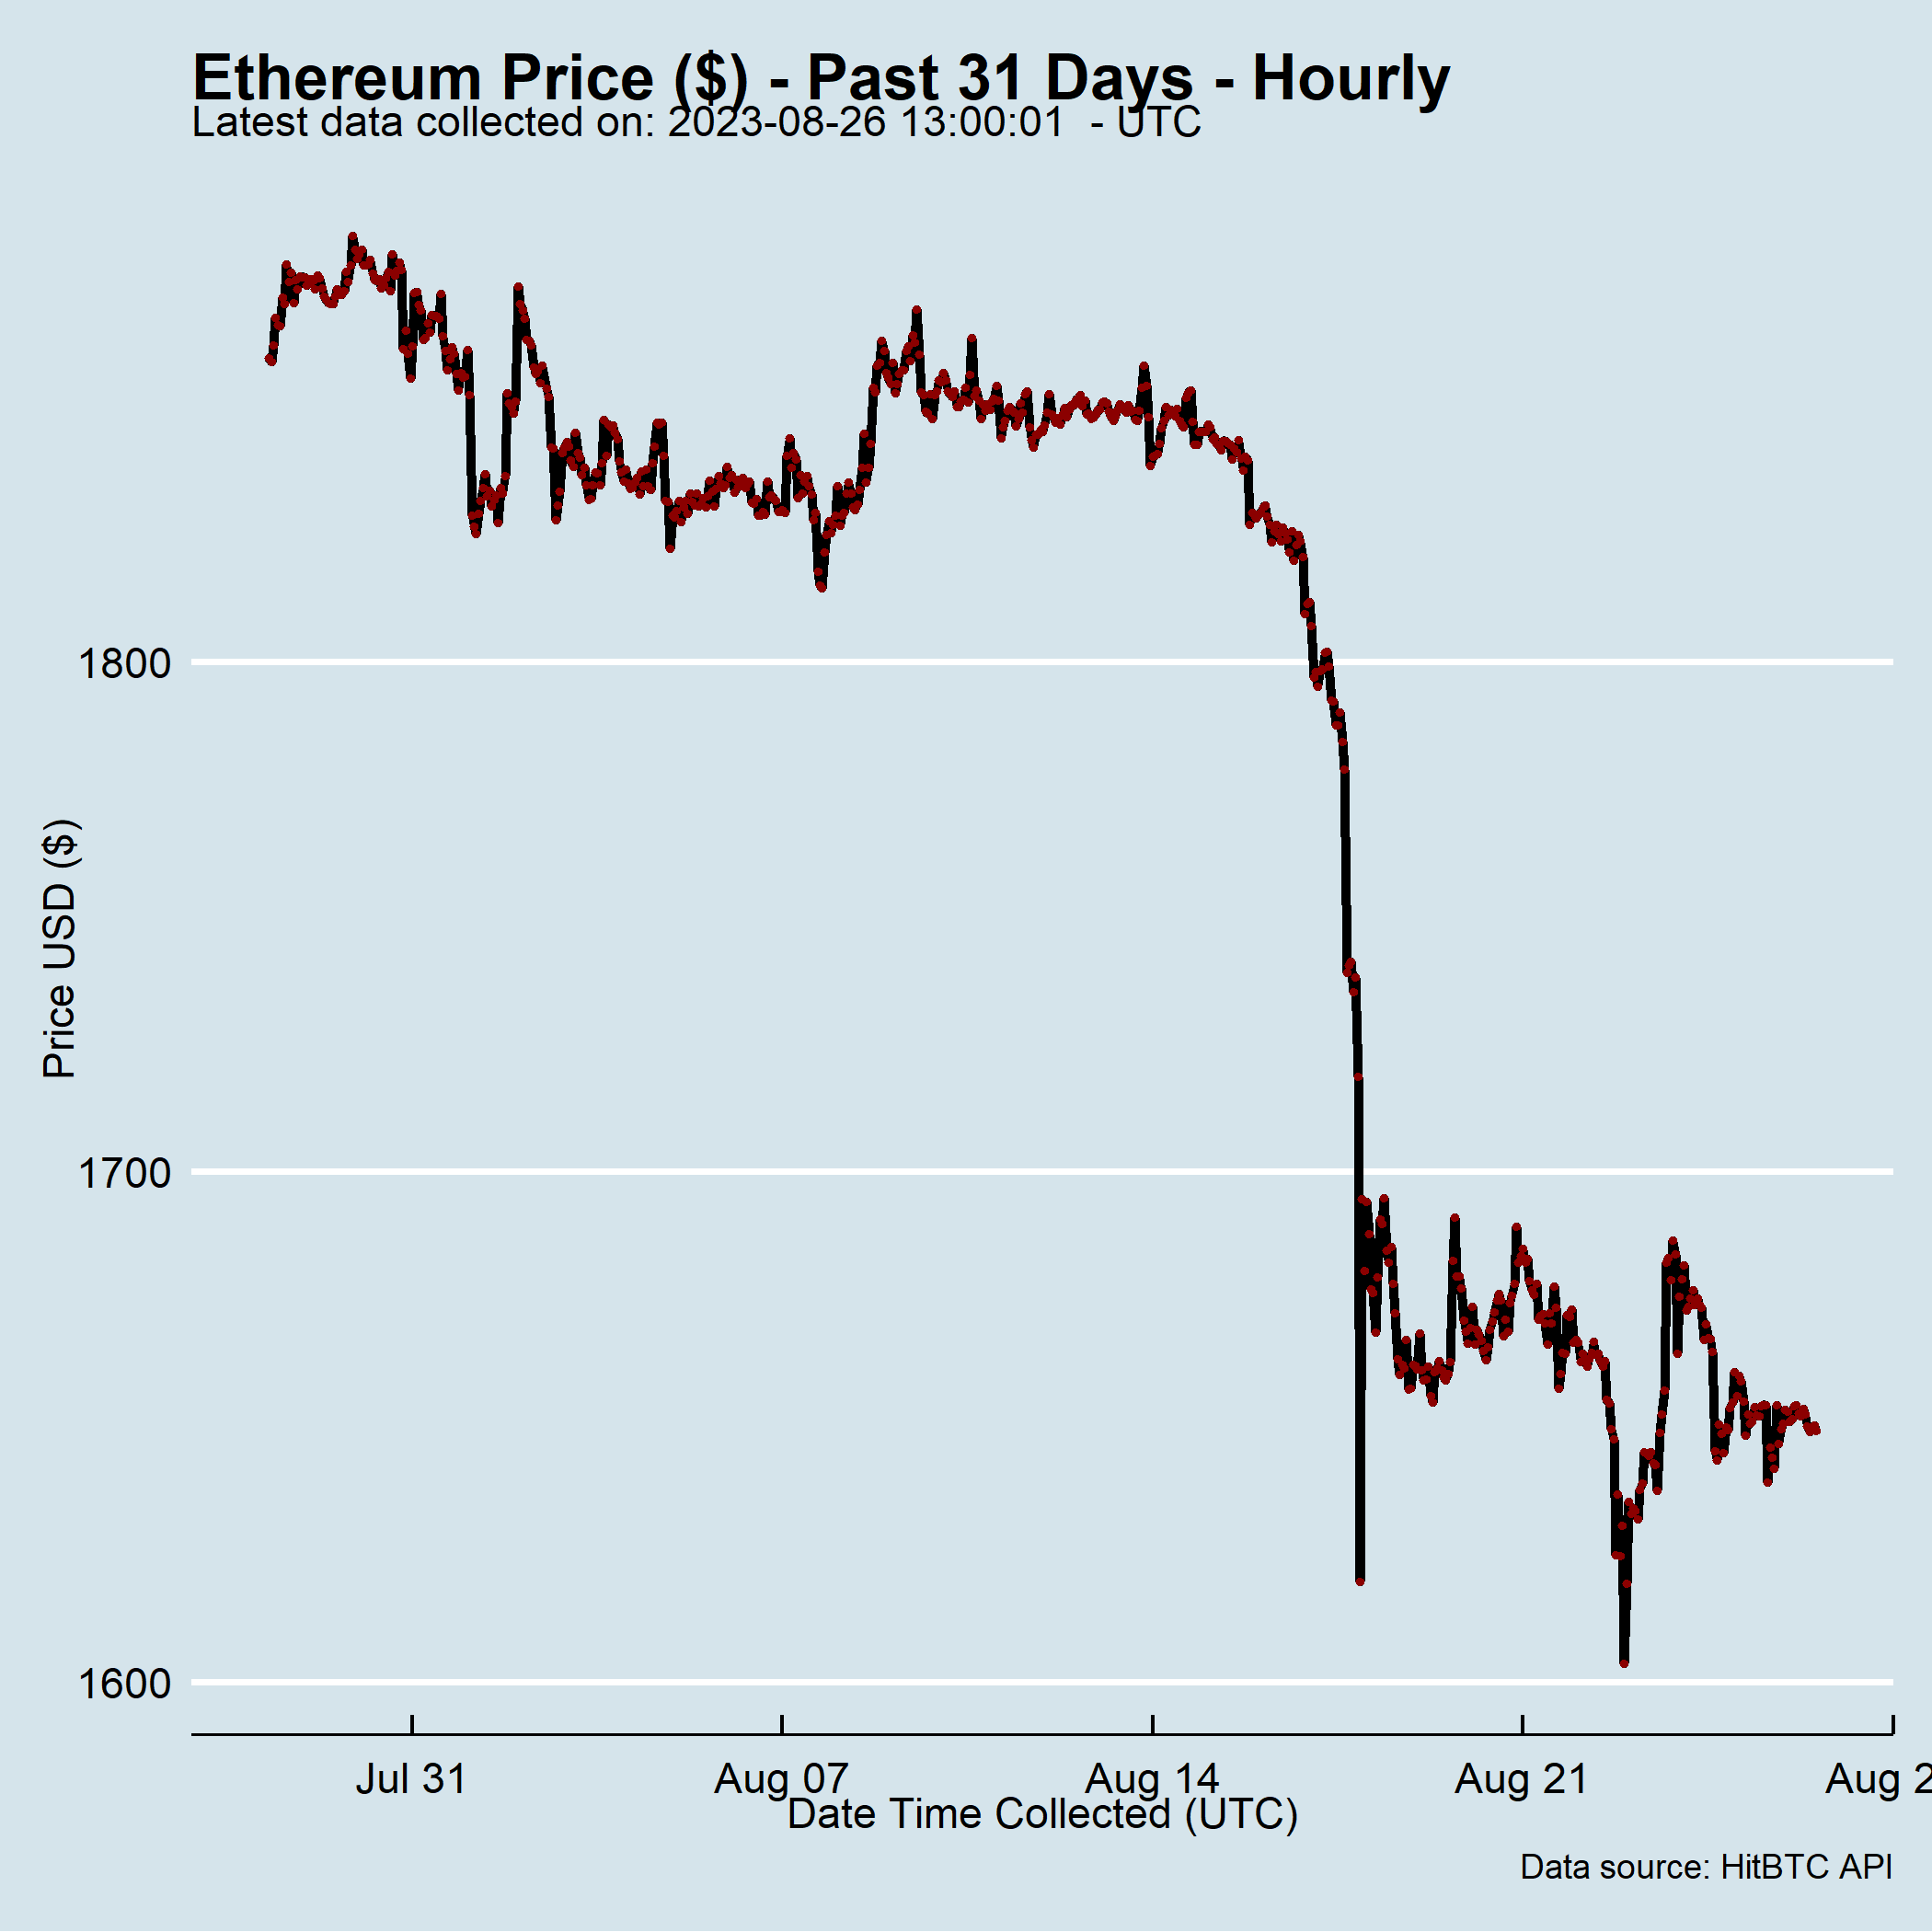 Ethereum Price ($) - Past 31 Days - Hourly
Latest data collected on: 2023-08-26 13:00:01  - UTC
Price USD ($)
1800
1700
1600
Jul 31
Aug 07
Aug 14
Aug 21
Aug 2
Date Time Collected (UTC)
Data source: HitBTC API